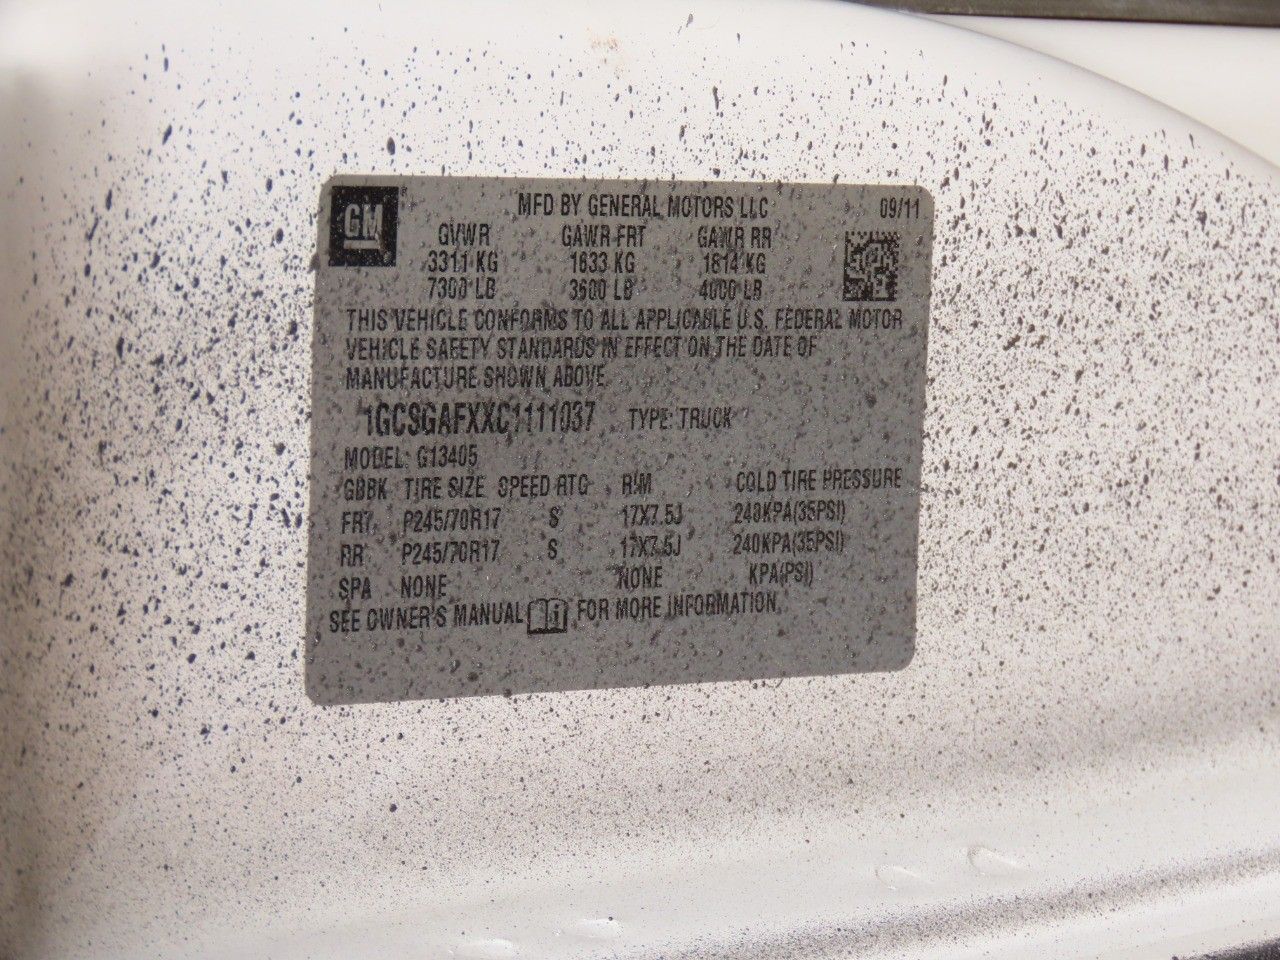 GM
MFD BY GENERAL MOTORS LLC 09/11
GVWR GAWR FRT GAWR RR
3311 KG 1633 KG 1814 KG
7300 LB 3600 LB 4000 LB
THIS VEHICLE CONFORMS TO ALL APPLICABLE U.S. FEDERAL MOTOR
VEHICLE SAFETY STANDARDS IN EFFECT ON THE DATE OF
MANUFACTURE SHOWN ABOVE
1GCSGAFXXC1111037 TYPE: TRUCK
MODEL: G13405
TIRE SIZE SPEED RTG RIM COLD TIRE PRESSURE
FRT P245/70R17 S 17X7.5J 240KPA(35PSI)
RR P245/70R17 S 17X7.5J 240KPA(35PSI)
SPA NONE NONE KPA(PSI)
SEE OWNER'S MANUAL FOR MORE INFORMATION.